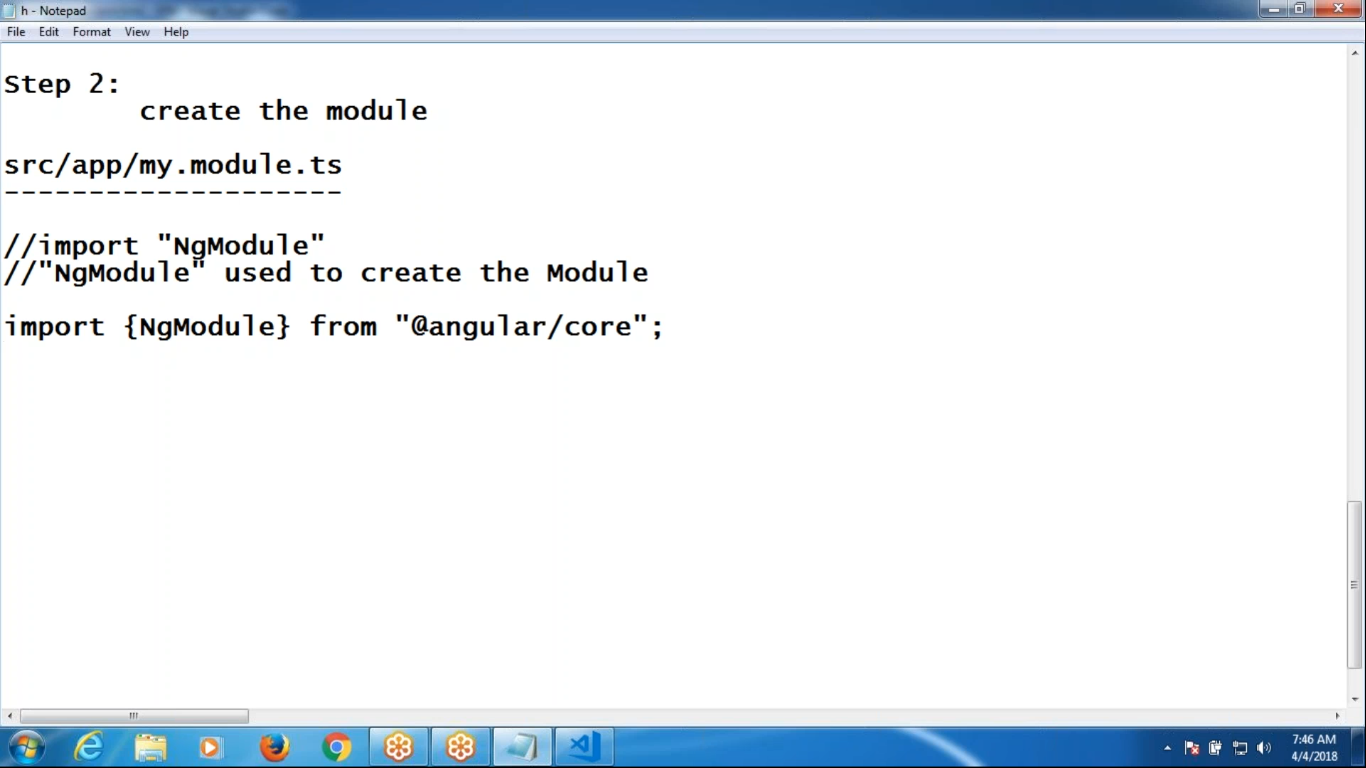 h - Notepad
File Edit Format View Help
Step 2:
create the module
src/app/my.module.ts
--------------------
//import "NgModule"
//"NgModule" used to create the Module
import {NgModule} from "@angular/core";
7:46 AM
4/4/2018